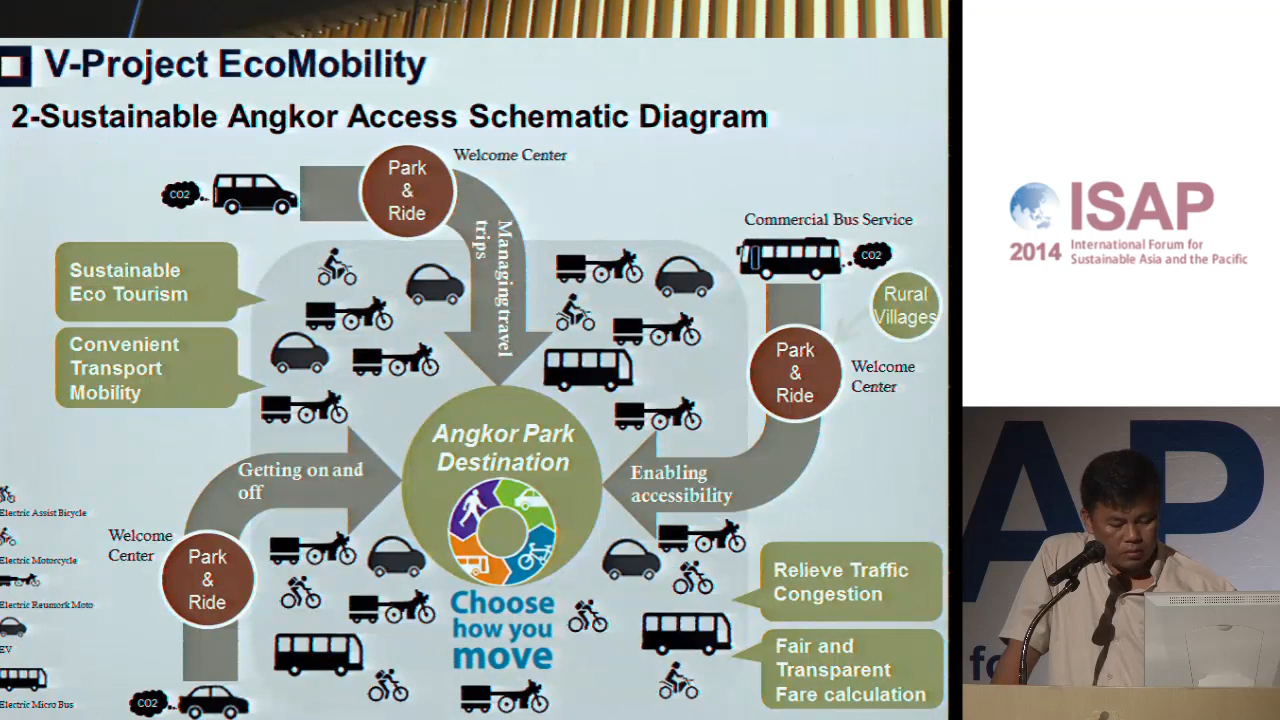 V-Project EcoMobility
2-Sustainable Angkor Access Schematic Diagram
Park
&
Ride
Welcome Center
CO2
Managing travel
trips
Commercial Bus Service
CO2
Rural
Villages
Sustainable
Eco Tourism
Convenient
Transport
Mobility
Park
&
Ride
Welcome
Center
Angkor Park
Destination
Getting on and
off
Enabling
accessibility
Electric Assist Bicycle
Electric Motorcycle
Electric Reumork Moto
EV
Electric Micro Bus
Welcome
Center
Park
&
Ride
CO2
Choose
how you
move
Relieve Traffic
Congestion
Fair and
Transparent
Fare calculation
ISAP
2014
International Forum for
Sustainable Asia and the Pacific
AP
fo